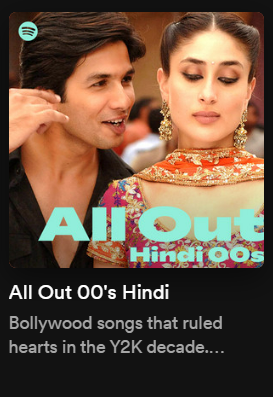 All Out
Hindi 00s
All Out 00's Hindi
Bollywood songs that ruled
hearts in the Y2K decade....